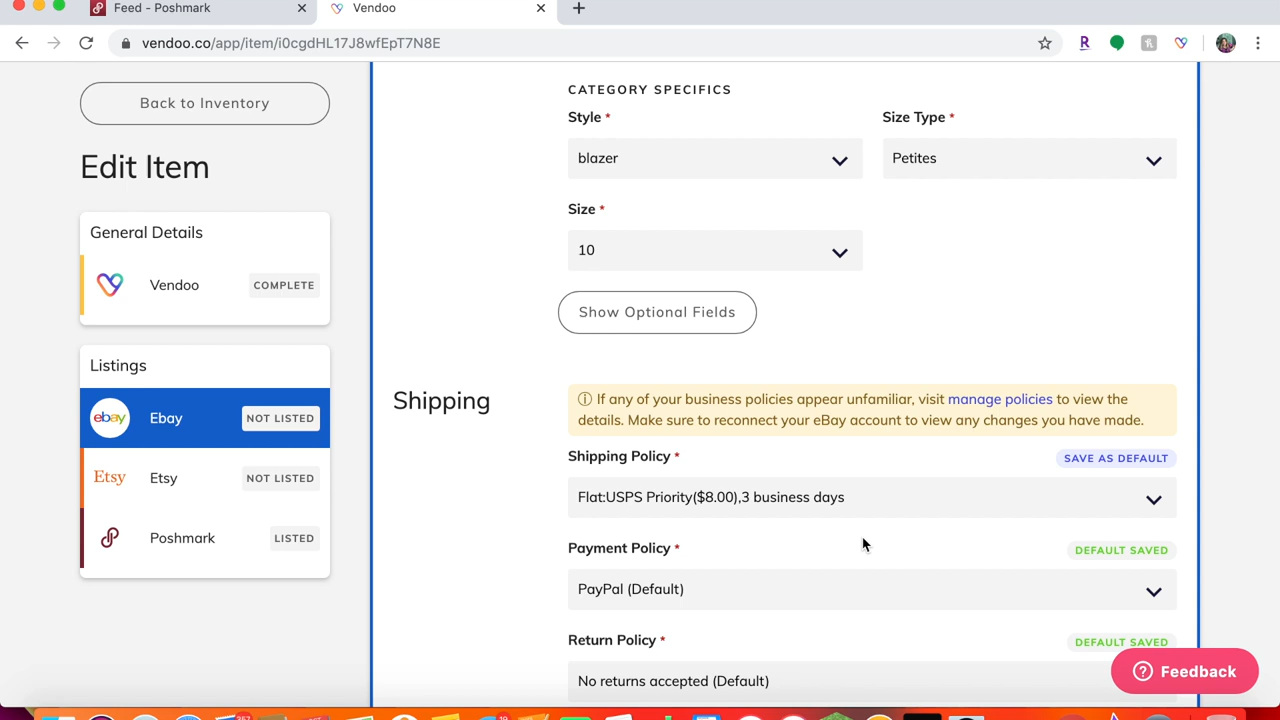 Feed - Poshmark
Vendoo
vendoo.co/app/item/i0cgdHL17J8wfEpT7N8E
R
Back to Inventory
Edit Item
General Details
Vendoo
COMPLETE
Listings
ebay
Ebay
NOT LISTED
Etsy
Etsy
NOT LISTED
Poshmark
LISTED
CATEGORY SPECIFICS
Style *
Size Type *
blazer
Petites
Size *
10
Show Optional Fields
Shipping
If any of your business policies appear unfamiliar, visit manage policies to view the
details. Make sure to reconnect your eBay account to view any changes you have made.
Shipping Policy *
SAVE AS DEFAULT
Flat:USPS Priority($8.00),3 business days
Payment Policy *
DEFAULT SAVED
PayPal (Default)
Return Policy *
DEFAULT SAVED
No returns accepted (Default)
Feedback
357
19